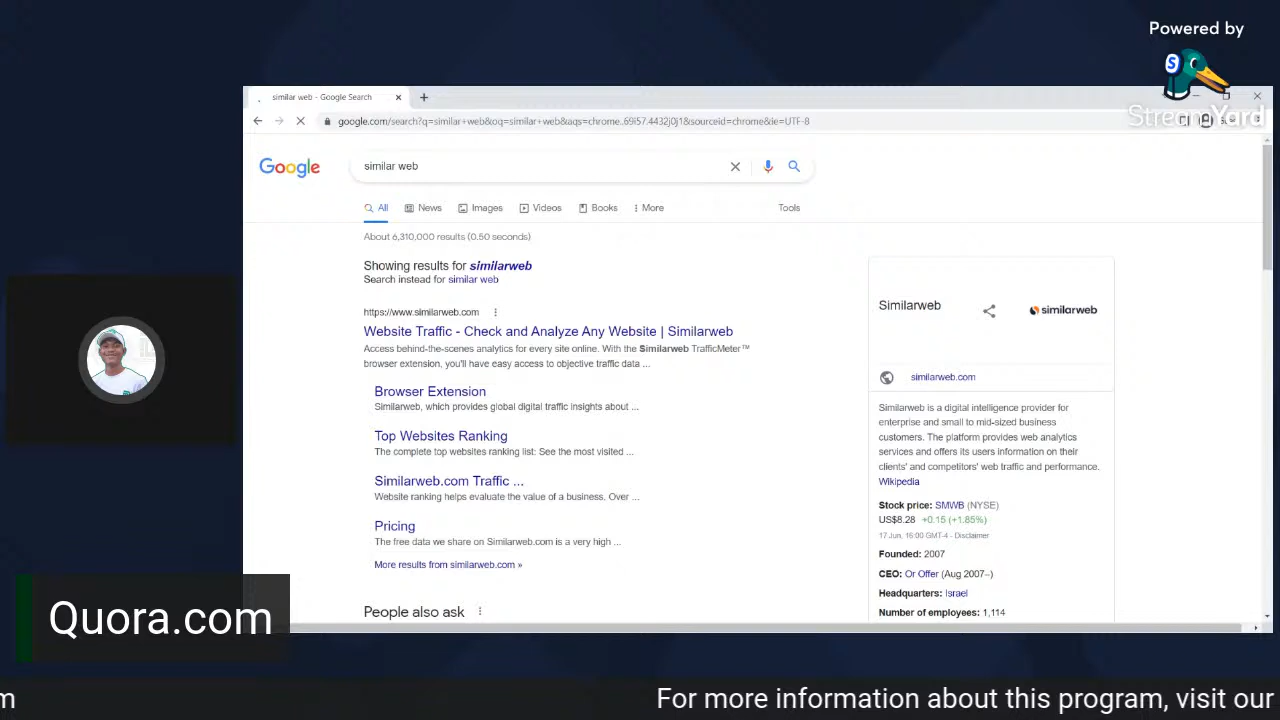 Powered by
StreamYard
similar web - Google Search
google.com/search?q=similar+web&oq=similar+web&aqs=chrome..69i57.4432j0j1&sourceid=chrome&ie=UTF-8
Google
similar web
All
News
Images
Videos
Books
More
Tools
About 6,310,000 results (0.50 seconds)
Showing results for similarweb
Search instead for similar web
https://www.similarweb.com
Website Traffic - Check and Analyze Any Website | Similarweb
Access behind-the-scenes analytics for every site online. With the Similarweb TrafficMeter™
browser extension, you'll have easy access to objective traffic data ...
Browser Extension
Similarweb, which provides global digital traffic insights about ...
Top Websites Ranking
The complete top websites ranking list: See the most visited ...
Similarweb.com Traffic ...
Website ranking helps evaluate the value of a business. Over ...
Pricing
The free data we share on Similarweb.com is a very high ...
More results from similarweb.com »
People also ask
Similarweb
similarweb
similarweb.com
Similarweb is a digital intelligence provider for
enterprise and small to mid-sized business
customers. The platform provides web analytics
services and offers its users information on their
clients' and competitors' web traffic and performance.
Wikipedia
Stock price: SMWB (NYSE)
US$8.28 +0.15 (+1.85%)
17 Jun, 16:00 GMT-4 - Disclaimer
Founded: 2007
CEO: Or Offer (Aug 2007–)
Headquarters: Israel
Number of employees: 1,114
Quora.com
m
For more information about this program, visit our